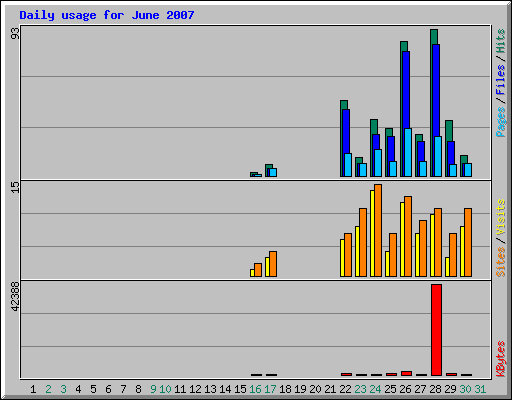 Daily usage for June 2007
93
Pages / Files / Hits
15
Sites / Visits
42388
KBytes
1 2 3 4 5 6 7 8 9 10 11 12 13 14 15 16 17 18 19 20 21 22 23 24 25 26 27 28 29 30 31